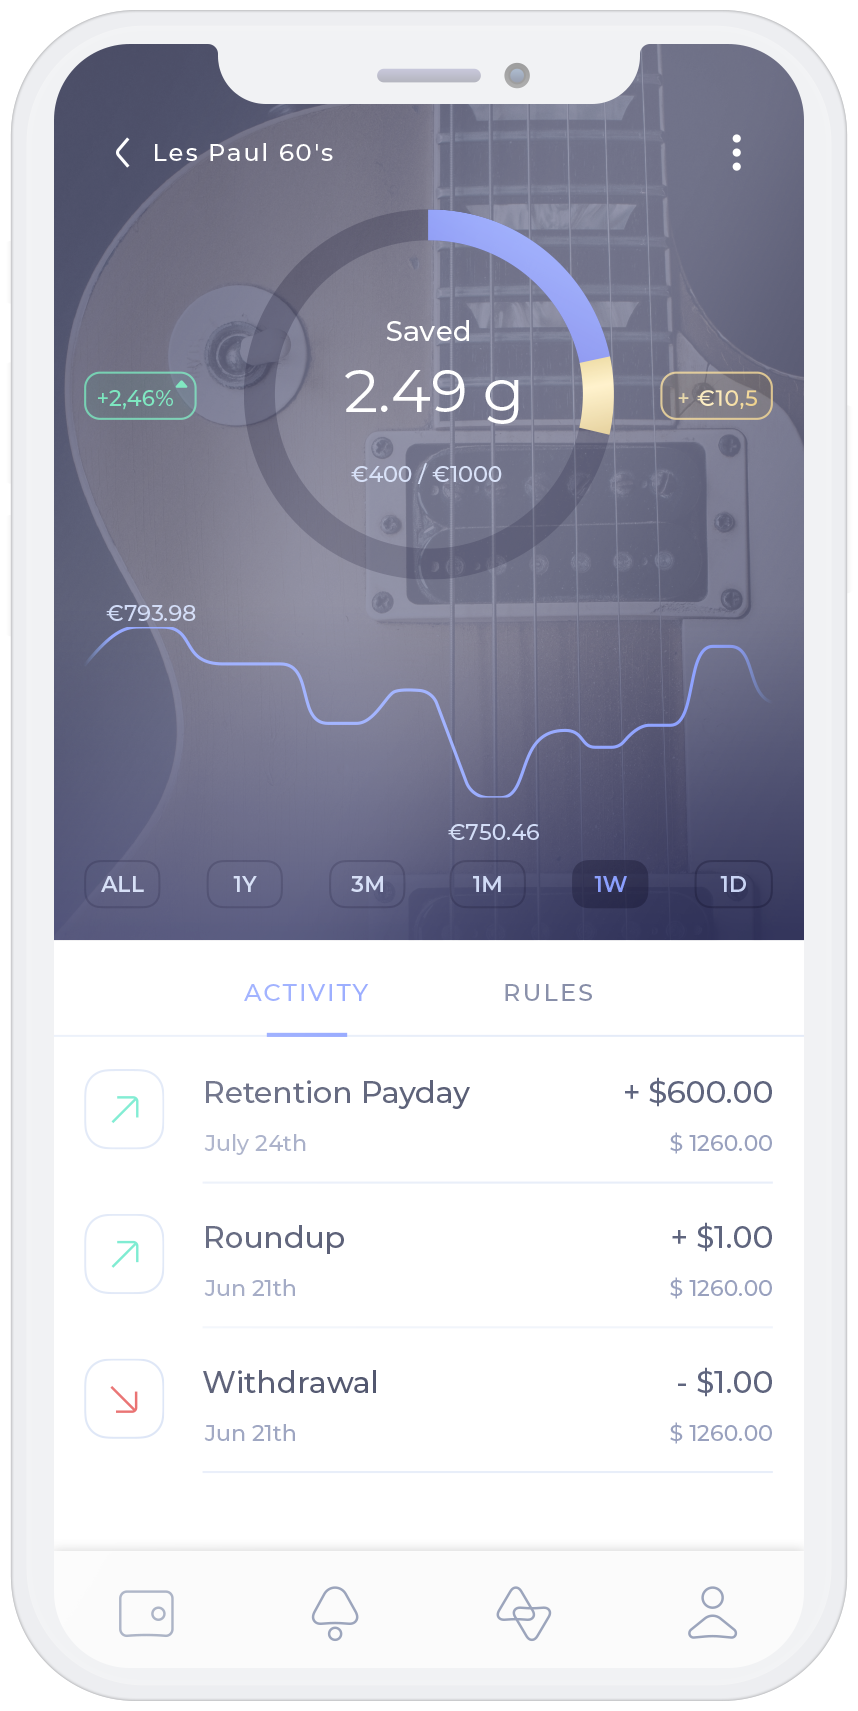 Les Paul 60's
Saved
2.49 g
+2,46%
+ €10,5
€400 / €1000
€793.98
€750.46
ALL 1Y 3M 1M 1W 1D
ACTIVITY RULES
Retention Payday + $600.00
July 24th $ 1260.00
Roundup + $1.00
Jun 21th $ 1260.00
Withdrawal - $1.00
Jun 21th $ 1260.00